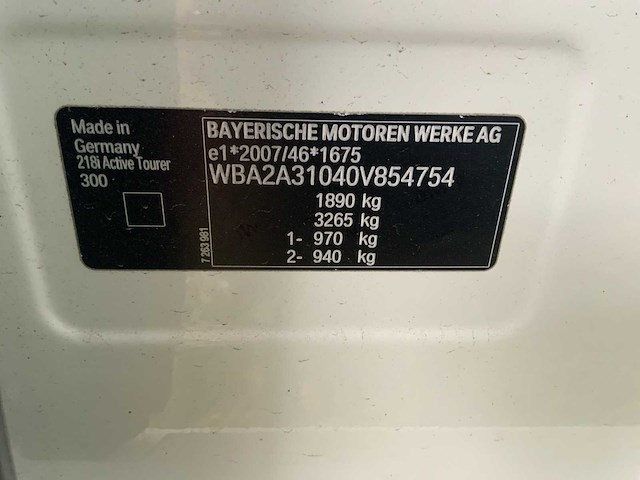 Made in
Germany
218i Active Tourer
300
7 263 981
BAYERISCHE MOTOREN WERKE AG
e1*2007/46*1675
WBA2A31040V854754
1890 kg
3265 kg
1- 970 kg
2- 940 kg